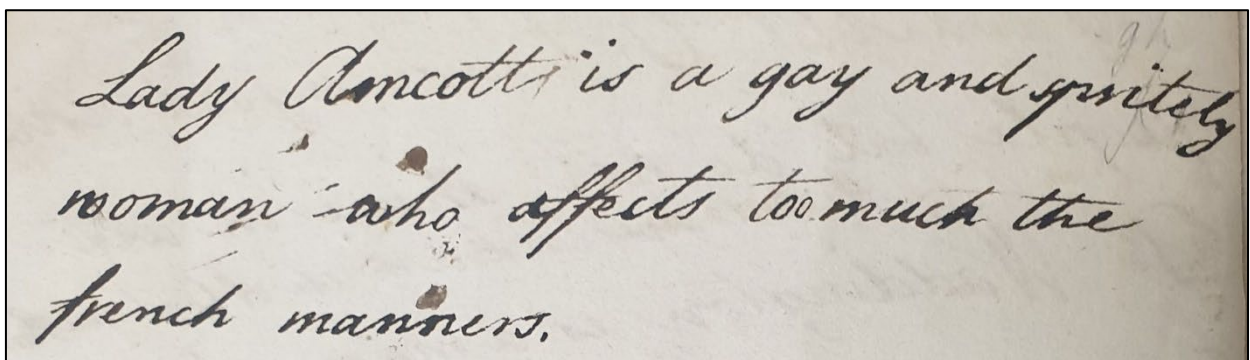 Lady Amcotts is a gay and spritely
woman who affects too much the
french manners.